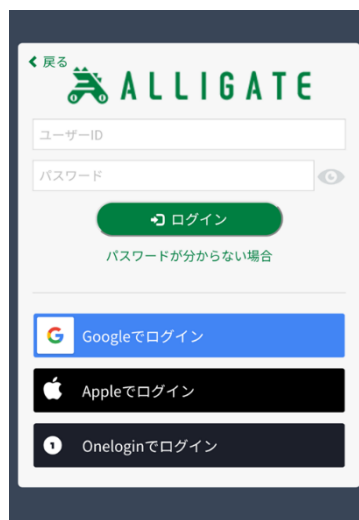 戻る
ALLIGATE
ユーザーID
パスワード
ログイン
パスワードが分からない場合
Googleでログイン
Appleでログイン
Oneloginでログイン